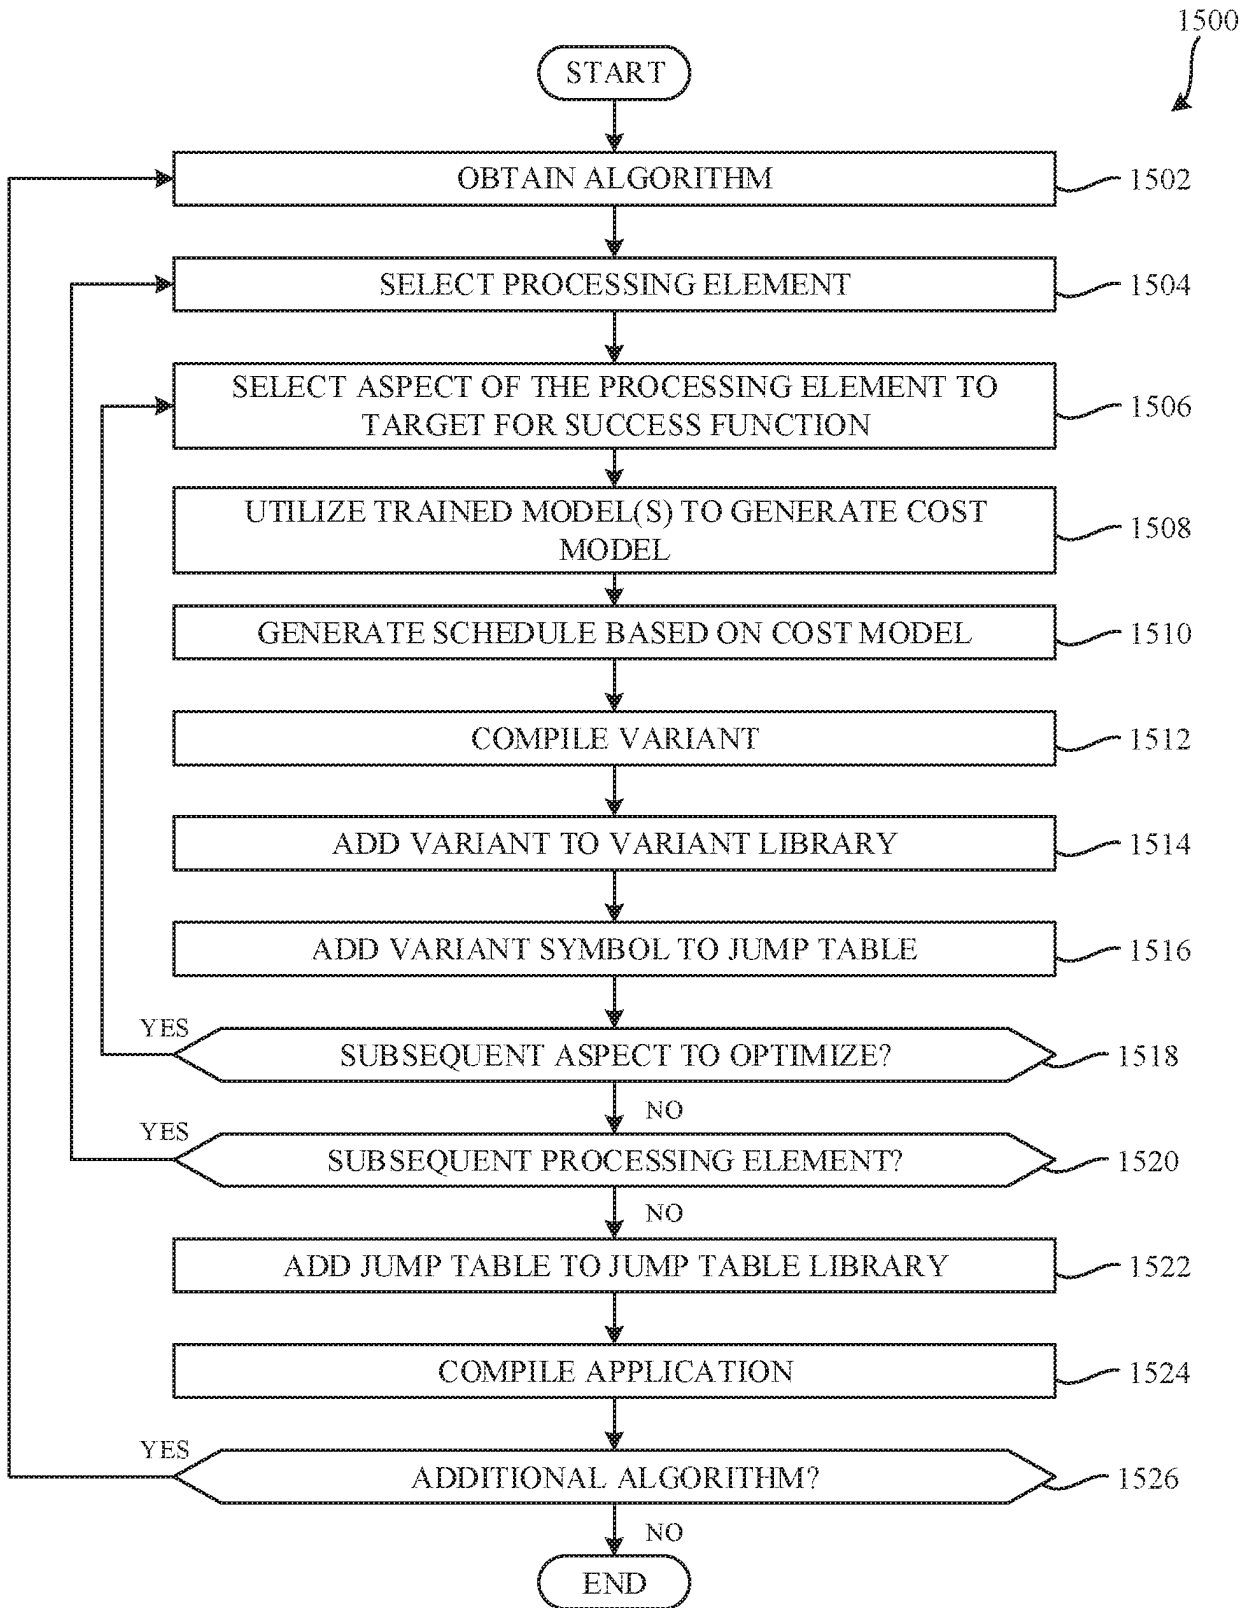 1500
START
OBTAIN ALGORITHM
1502
SELECT PROCESSING ELEMENT
1504
SELECT ASPECT OF THE PROCESSING ELEMENT TO
TARGET FOR SUCCESS FUNCTION
1506
UTILIZE TRAINED MODEL(S) TO GENERATE COST
MODEL
1508
GENERATE SCHEDULE BASED ON COST MODEL
1510
COMPILE VARIANT
1512
ADD VARIANT TO VARIANT LIBRARY
1514
ADD VARIANT SYMBOL TO JUMP TABLE
1516
YES
SUBSEQUENT ASPECT TO OPTIMIZE?
1518
NO
YES
SUBSEQUENT PROCESSING ELEMENT?
1520
NO
ADD JUMP TABLE TO JUMP TABLE LIBRARY
1522
COMPILE APPLICATION
1524
YES
ADDITIONAL ALGORITHM?
1526
NO
END